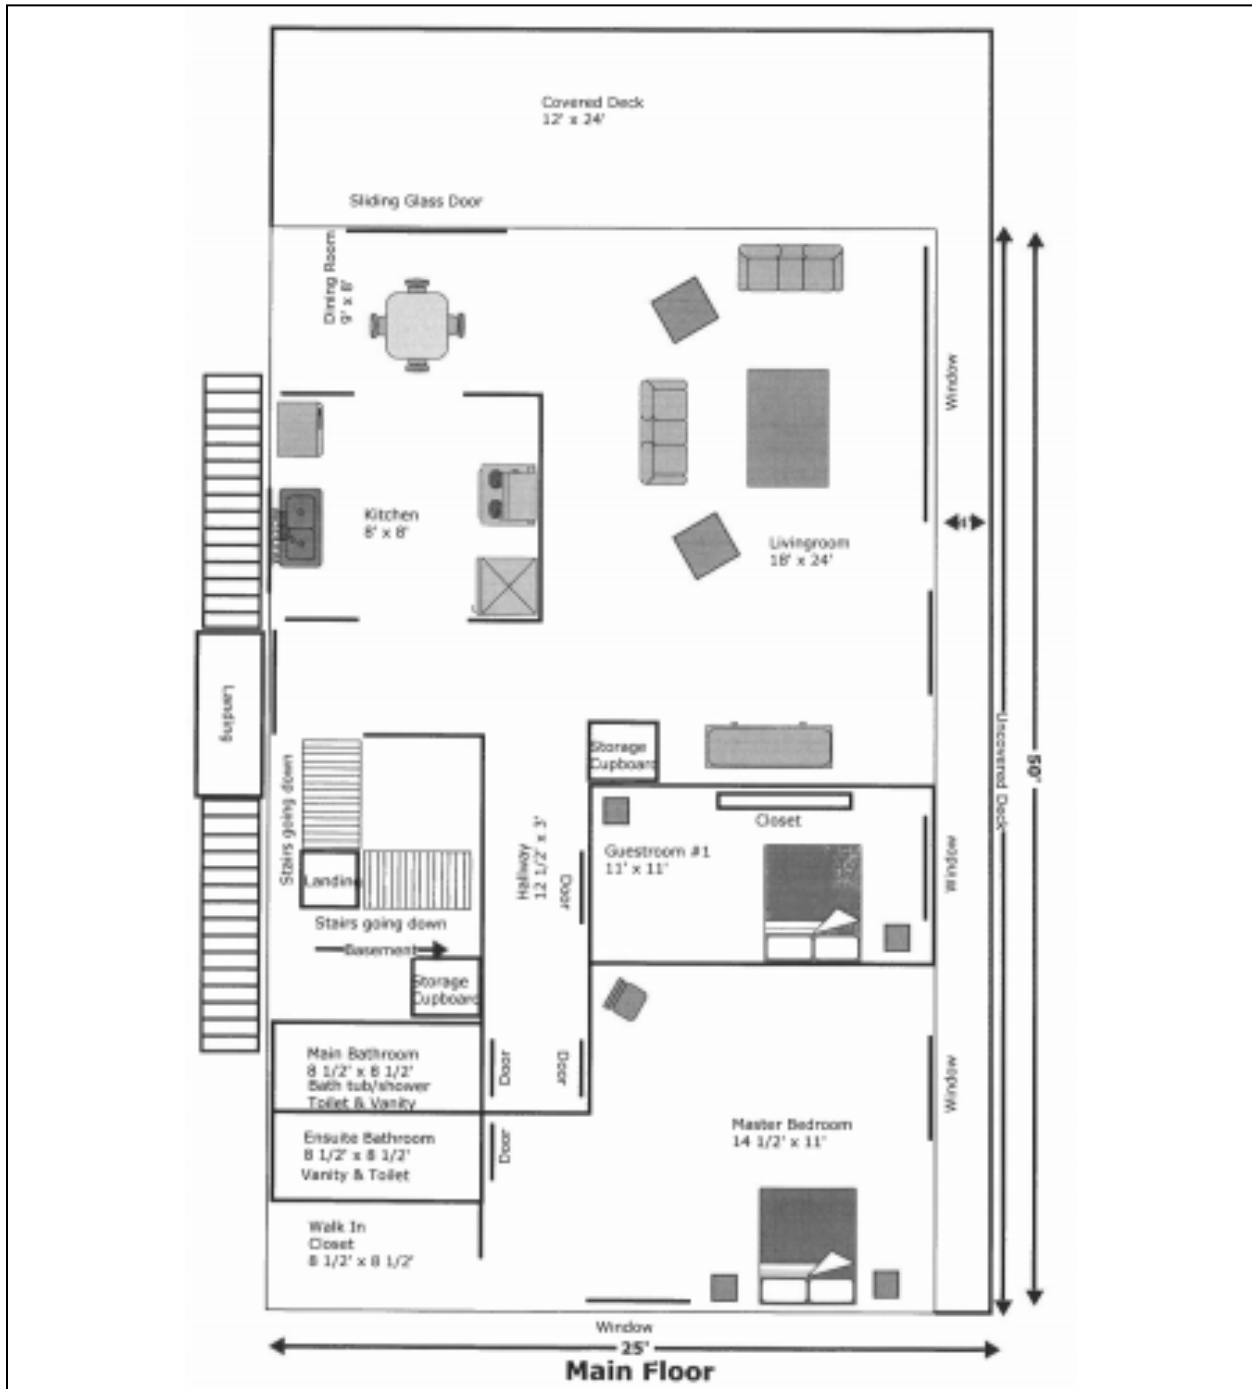 Covered Deck
12' x 24'
Sliding Glass Door
Dining Room
9' x 8'
Window
Kitchen
8' x 8'
Livingroom
18' x 24'
4'
Landing
Uncovered Deck
50'
Storage
Cupboard
Stairs going down
Closet
Guestroom #1
11' x 11'
Hallway
12 1/2' x 3'
Door
Window
Landing
Stairs going down
Basement
Storage
Cupboard
Main Bathroom
8 1/2' x 8 1/2'
Bath tub/shower
Toilet & Vanity
Door
Door
Window
Ensuite Bathroom
8 1/2' x 8 1/2'
Vanity & Toilet
Door
Master Bedroom
14 1/2' x 11'
Walk In
Closet
8 1/2' x 8 1/2'
Window
25'
Main Floor